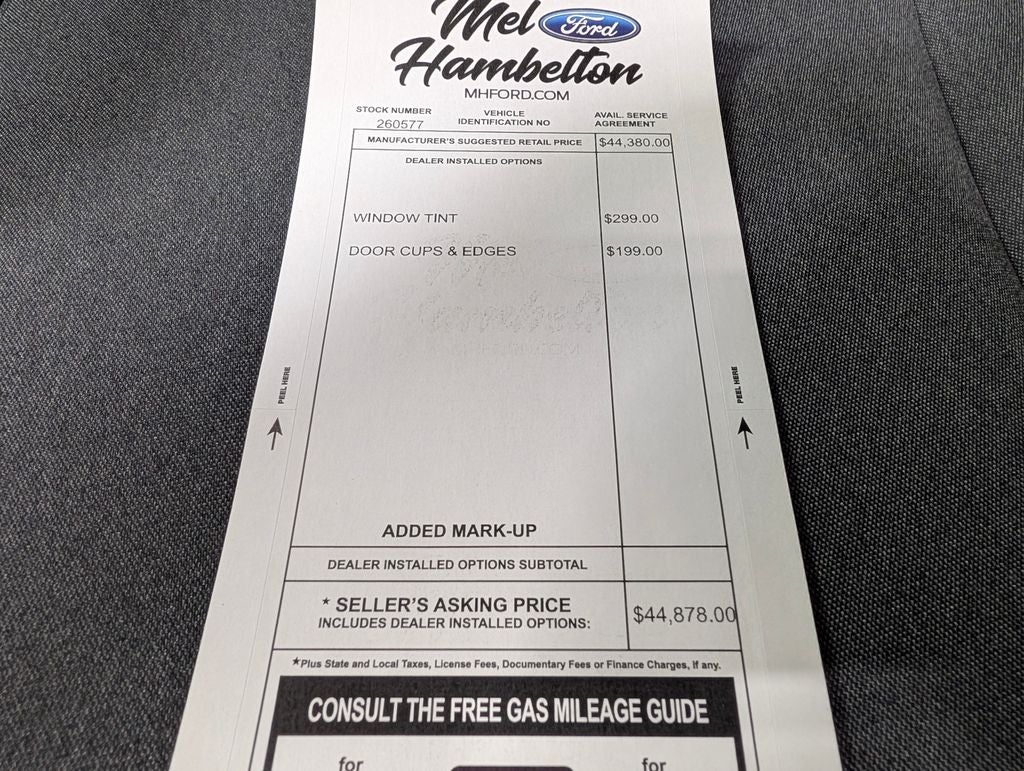 Mel Ford
Hambelton
MHFORD.COM
STOCK NUMBER
260577
VEHICLE
IDENTIFICATION NO
AVAIL. SERVICE
AGREEMENT
MANUFACTURER'S SUGGESTED RETAIL PRICE $44,380.00
DEALER INSTALLED OPTIONS
WINDOW TINT $299.00
DOOR CUPS & EDGES $199.00
PEEL HERE
PEEL HERE
ADDED MARK-UP
DEALER INSTALLED OPTIONS SUBTOTAL
* SELLER'S ASKING PRICE
INCLUDES DEALER INSTALLED OPTIONS:
$44,878.00
*Plus State and Local Taxes, License Fees, Documentary Fees or Finance Charges, If any.
CONSULT THE FREE GAS MILEAGE GUIDE
for for